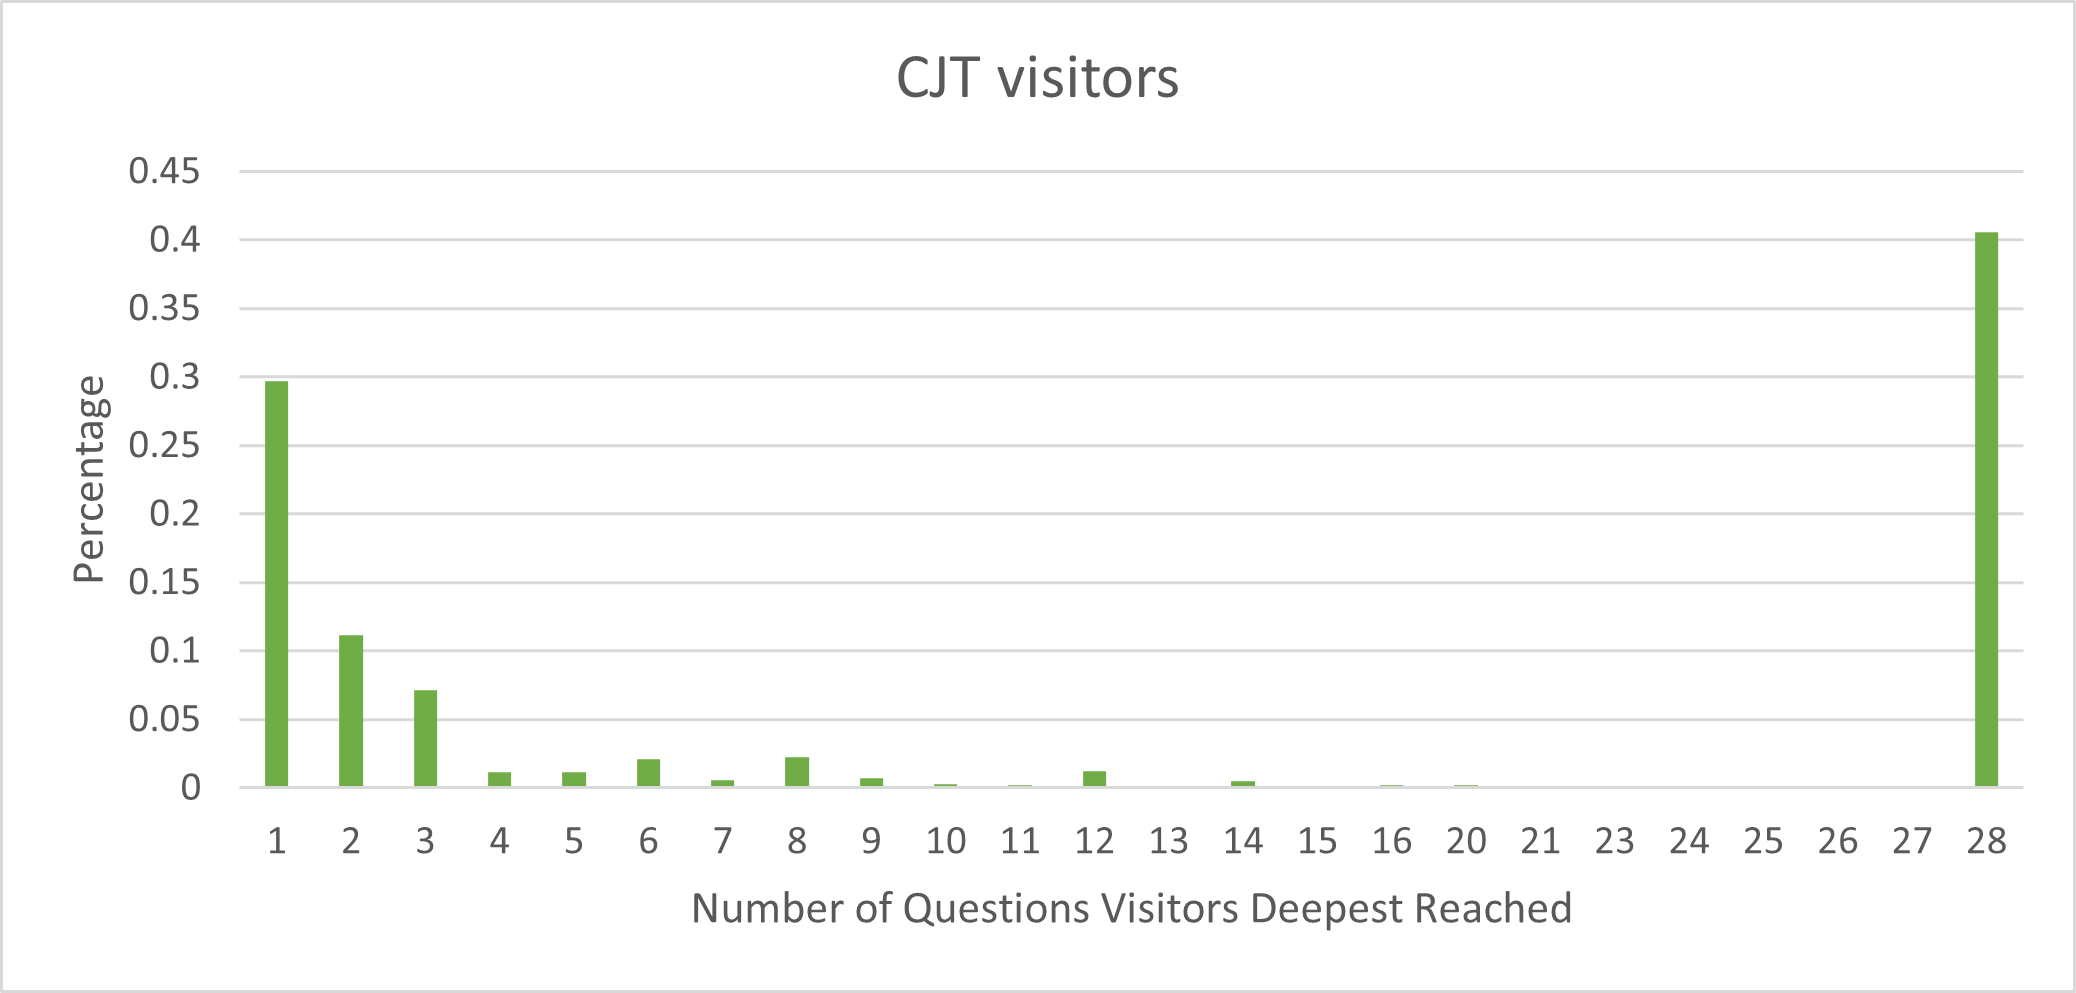 CJT visitors
0.45
0.4
0.35
0.3
0.25
0.2
0.15
0.1
0.05
0
Percentage
1 2 3 4 5 6 7 8 9 10 11 12 13 14 15 16 20 21 23 24 25 26 27 28
Number of Questions Visitors Deepest Reached